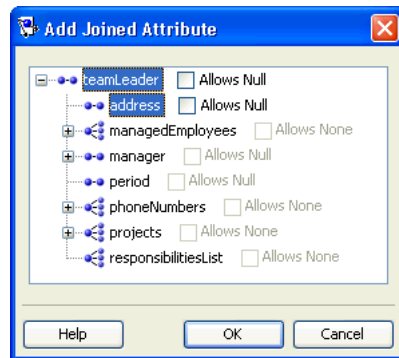 Add Joined Attribute
teamLeader Allows Null
address Allows Null
managedEmployees Allows None
manager Allows Null
period Allows Null
phoneNumbers Allows None
projects Allows None
responsibilitiesList Allows None
Help OK Cancel